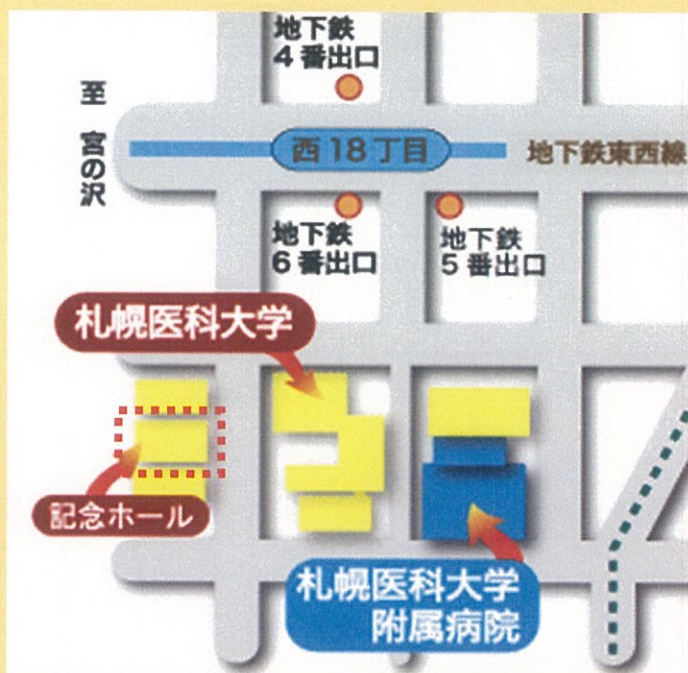 地下鉄
4番出口
至 宮の沢
西18丁目
地下鉄東西線
地下鉄
6番出口
地下鉄
5番出口
札幌医科大学
記念ホール
札幌医科大学
附属病院